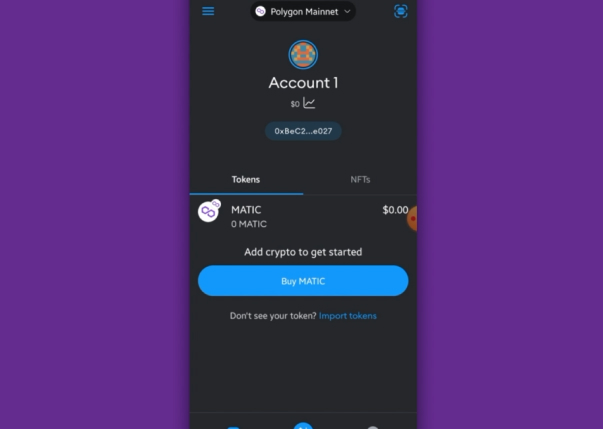 Polygon Mainnet
Account 1
$0
0xBeC2...e027
Tokens NFTs
MATIC $0.00
0 MATIC
Add crypto to get started
Buy MATIC
Don't see your token? Import tokens